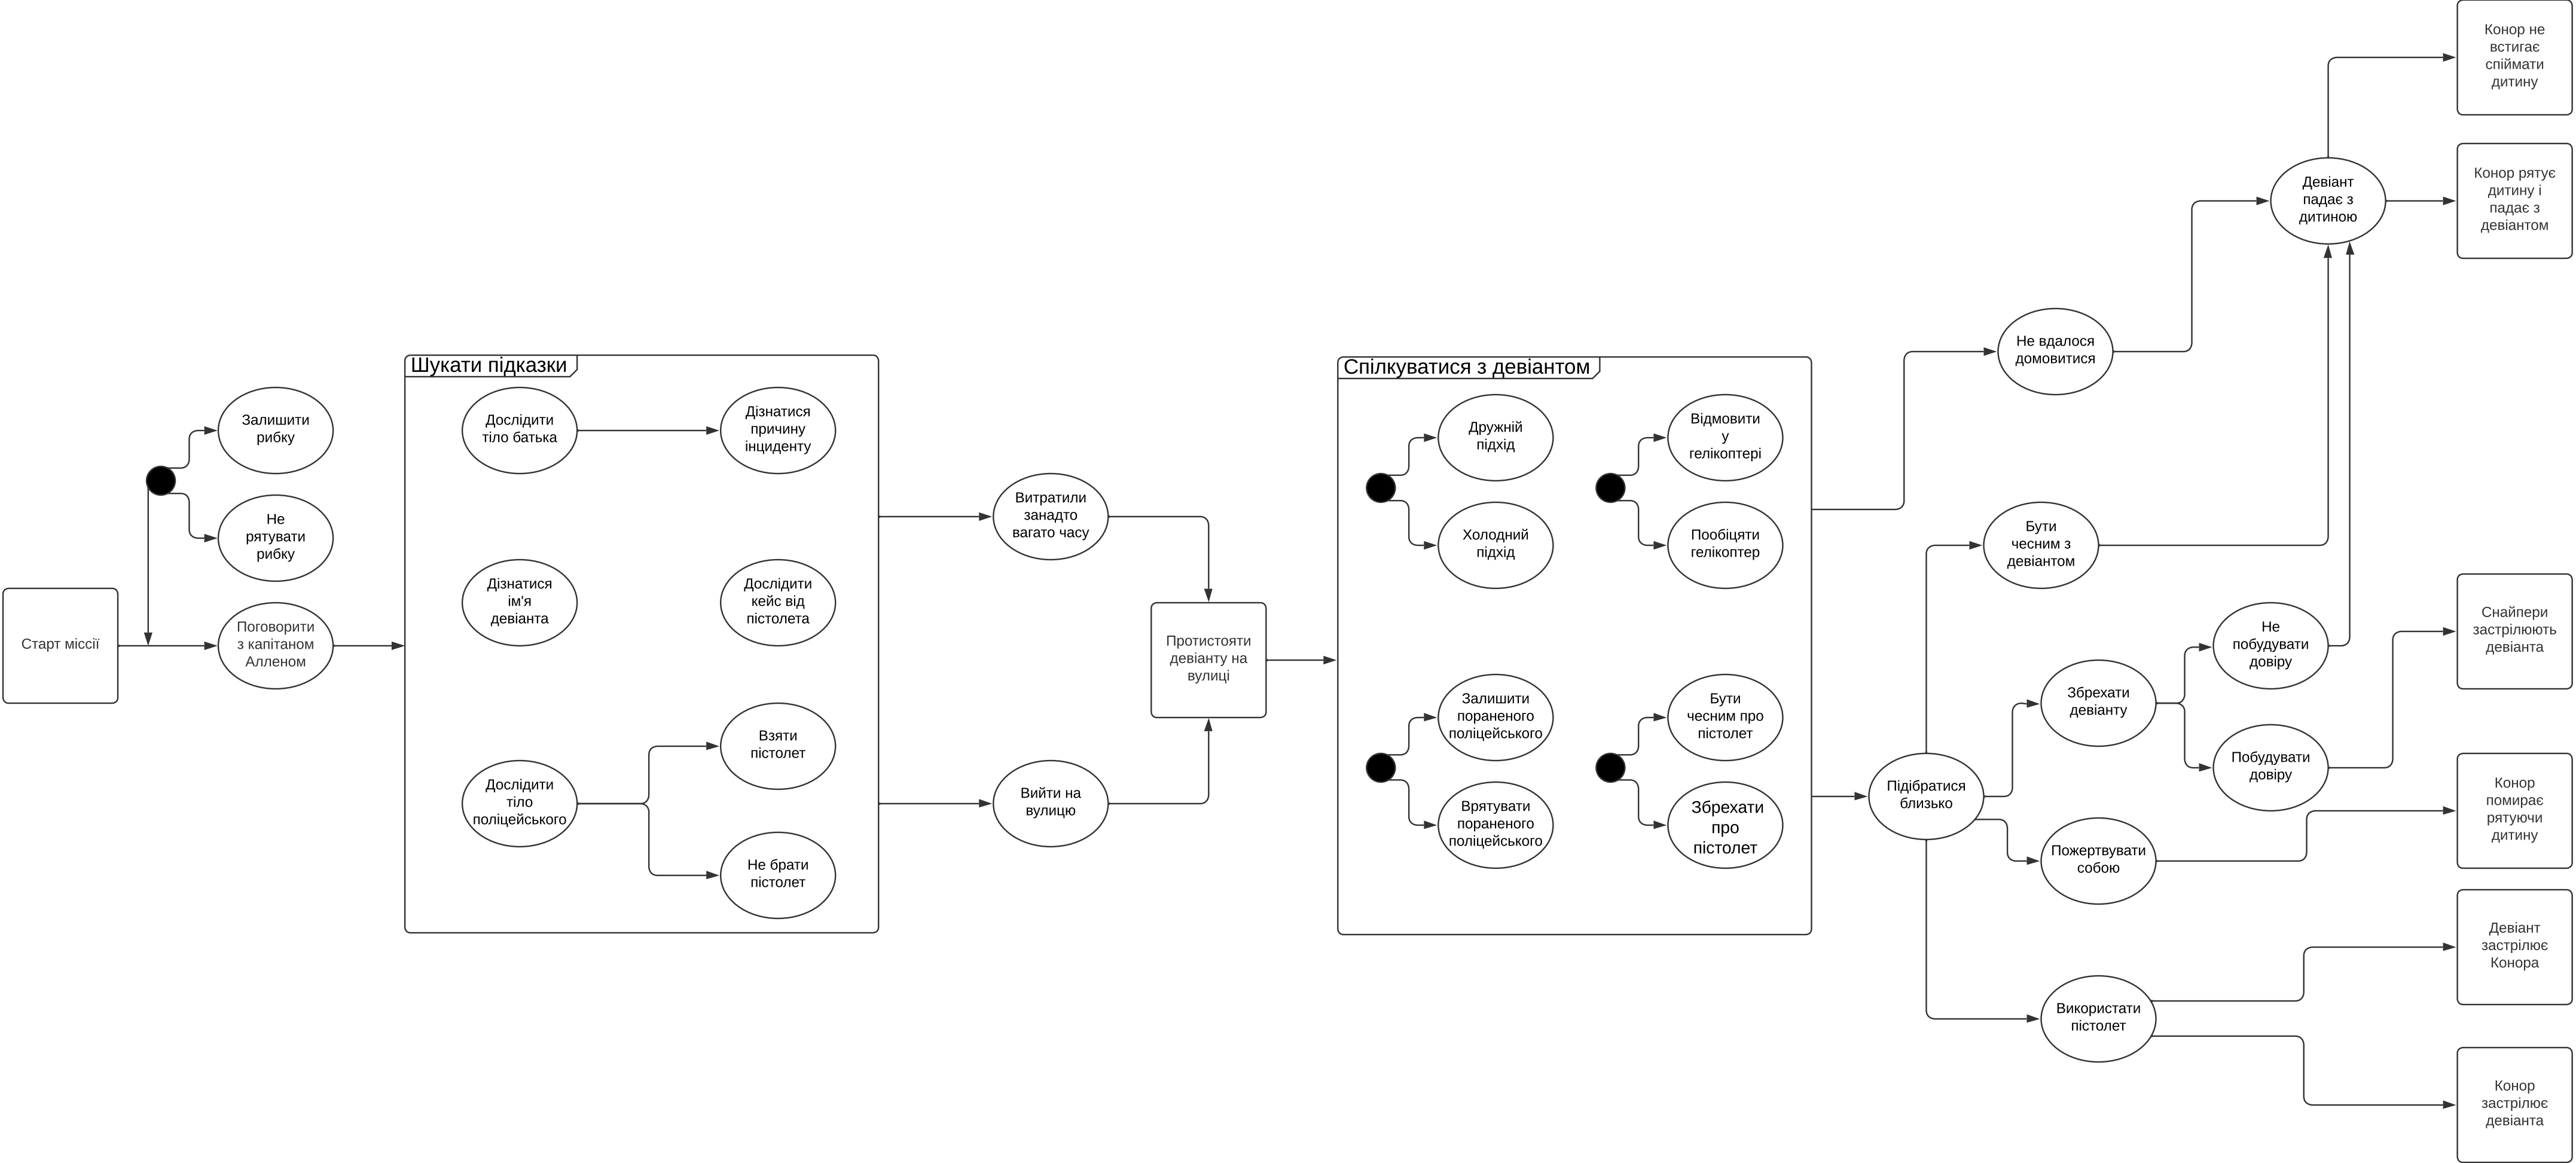 Старт міссії
Залишити
рибку
Не
рятувати
рибку
Поговорити
з капітаном
Алленом
Шукати підказки
Дослідити
тіло батька
Дізнатися
причину
інциденту
Дізнатися
ім'я
девіанта
Дослідити
кейс від
пістолета
Дослідити
тіло
поліцейського
Взяти
пістолет
Не брати
пістолет
Витратили
занадто
вагато часу
Вийти на
вулицю
Протистояти
девіанту на
вулиці
Спілкуватися з девіантом
Дружній
підхід
Холодний
підхід
Відмовити
у
гелікоптері
Пообіцяти
гелікоптер
Залишити
пораненого
поліцейського
Врятувати
пораненого
поліцейського
Бути
чесним про
пістолет
Збрехати
про
пістолет
Не вдалося
домовитися
Підібратися
близько
Бути
чесним з
девіантом
Збрехати
девіанту
Не
побудувати
довіру
Побудувати
довіру
Пожертвувати
собою
Використати
пістолет
Девіант
падає з
дитиною
Конор не
встигає
спіймати
дитину
Конор рятує
дитину і
падає з
девіантом
Снайпери
застрілюють
девіанта
Конор
помирає
рятуючи
дитину
Девіант
застрілює
Конора
Конор
застрілює
девіанта